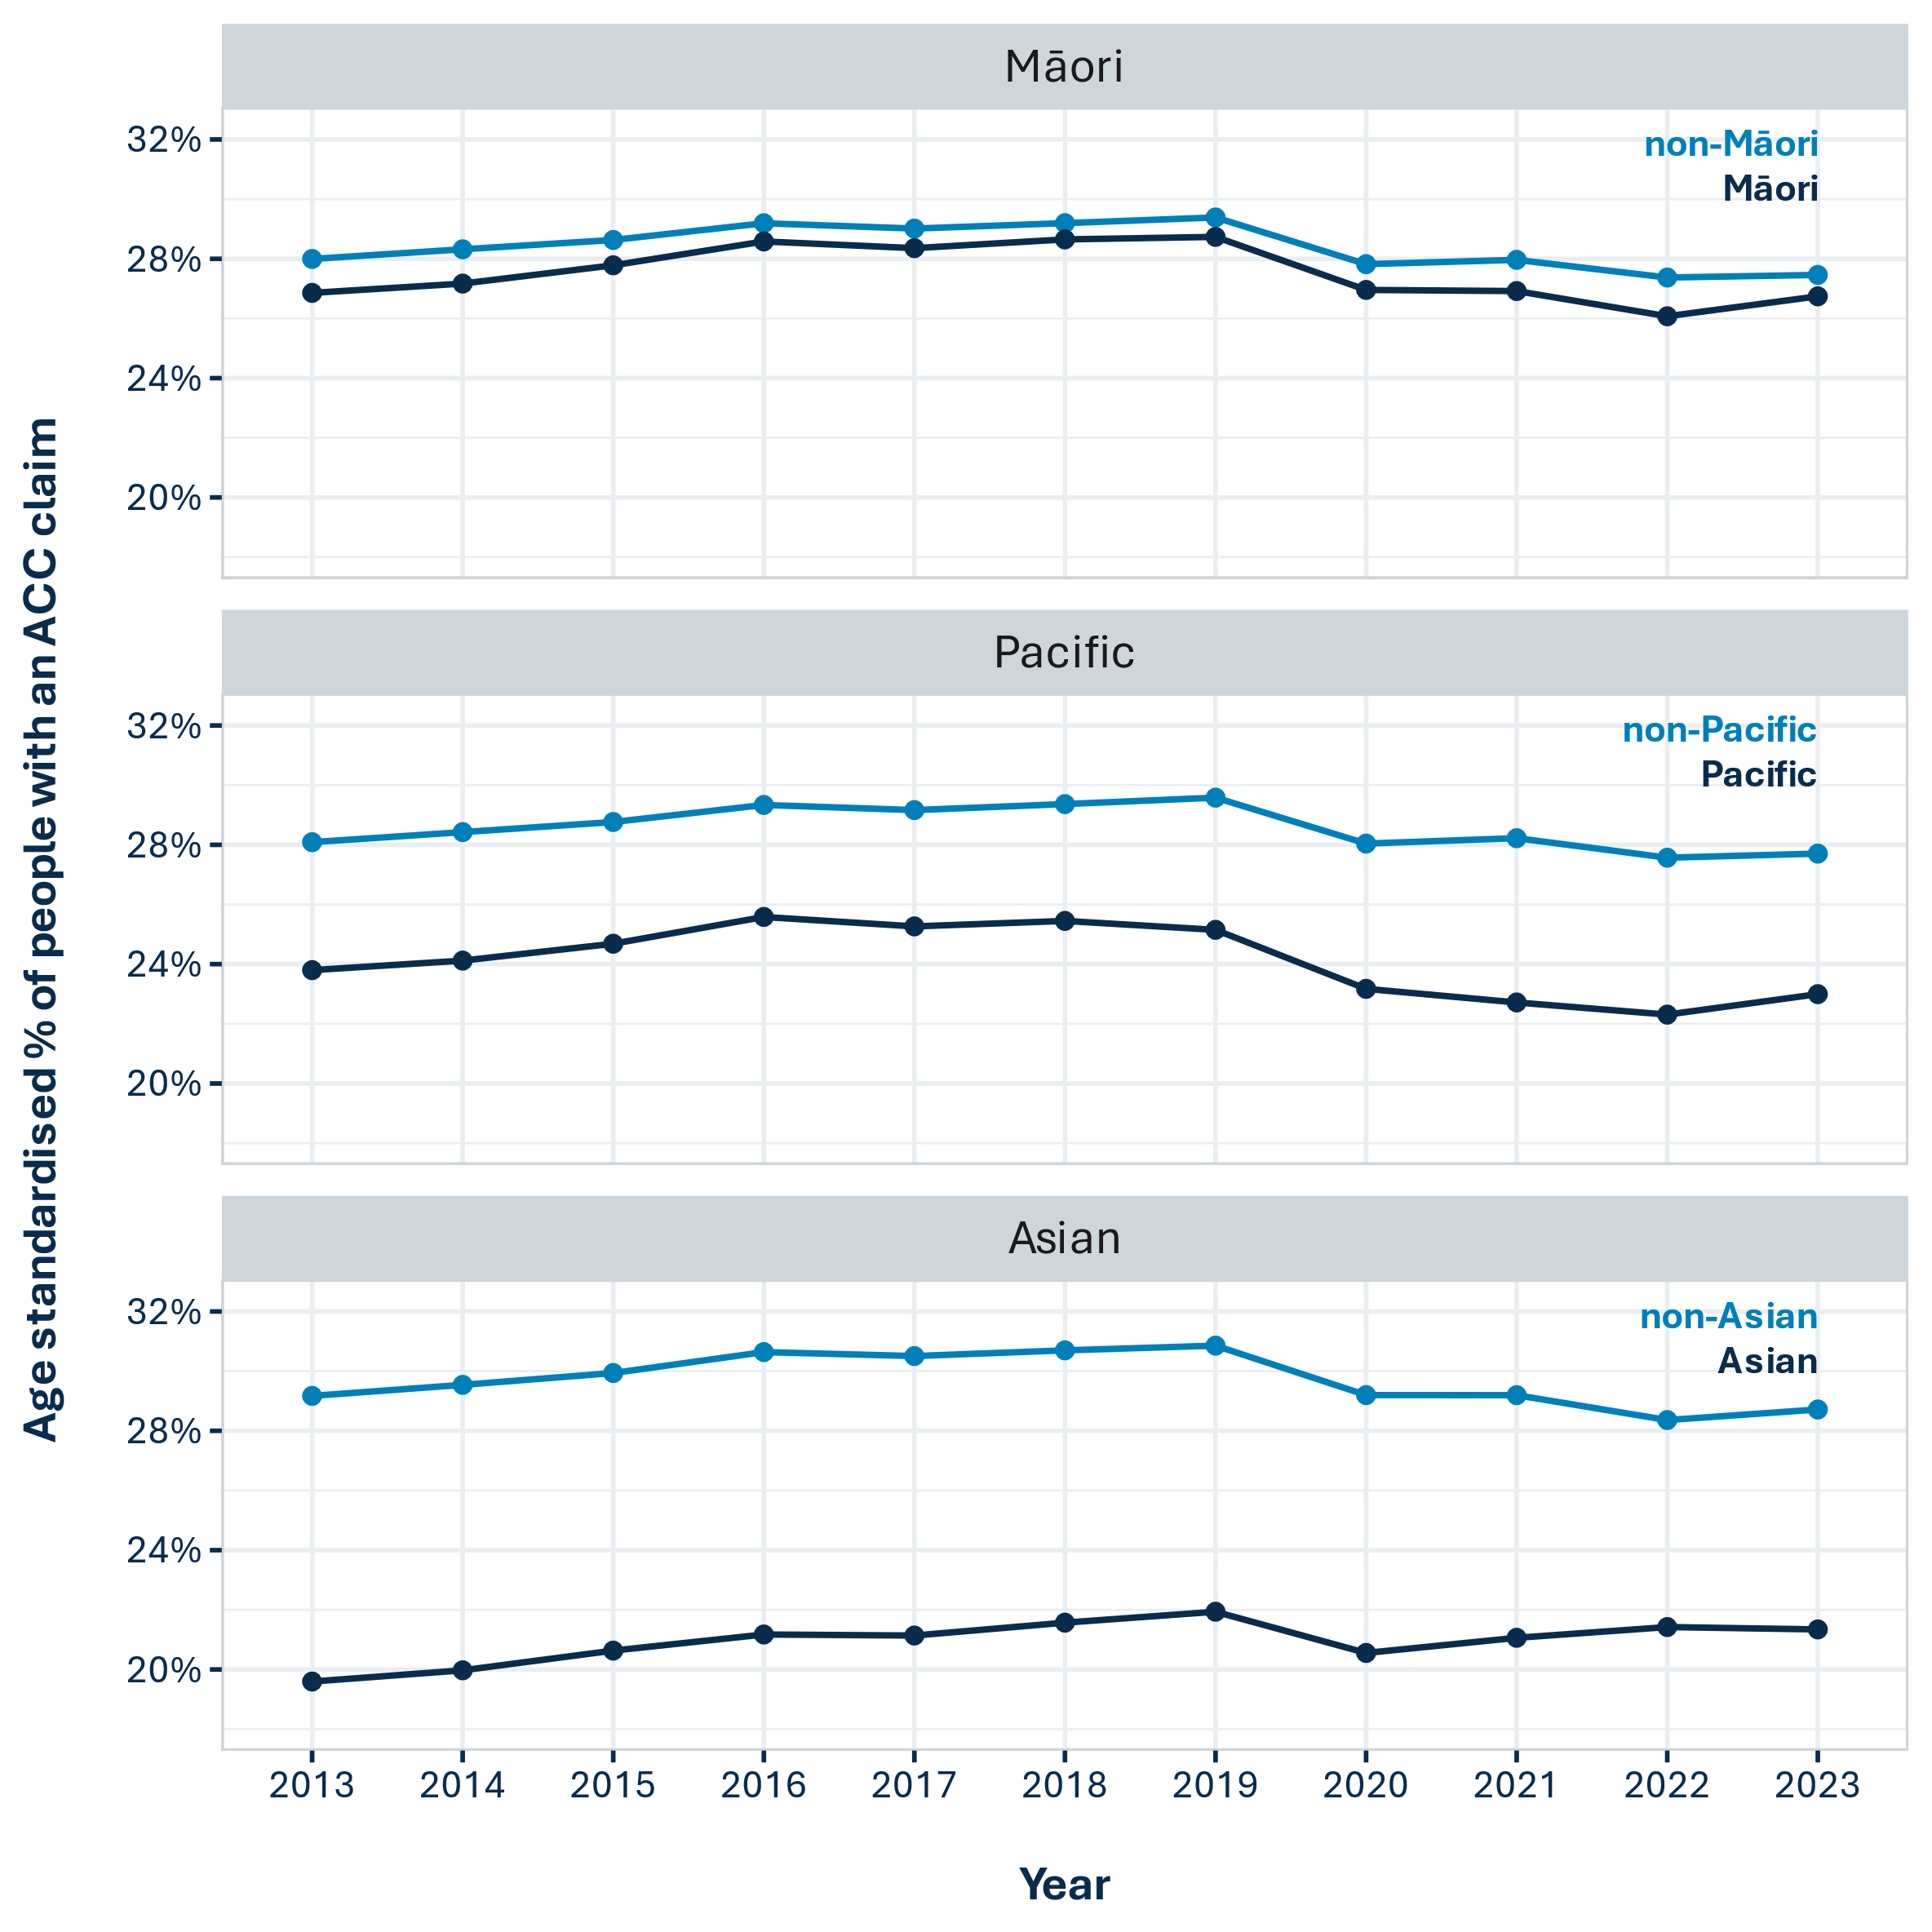 Māori
32%
28%
24%
20%
non-Māori
Māori
Pacific
32%
28%
24%
20%
non-Pacific
Pacific
Asian
32%
28%
24%
20%
non-Asian
Asian
2013 2014 2015 2016 2017 2018 2019 2020 2021 2022 2023
Year
Age standardised % of people with an ACC claim